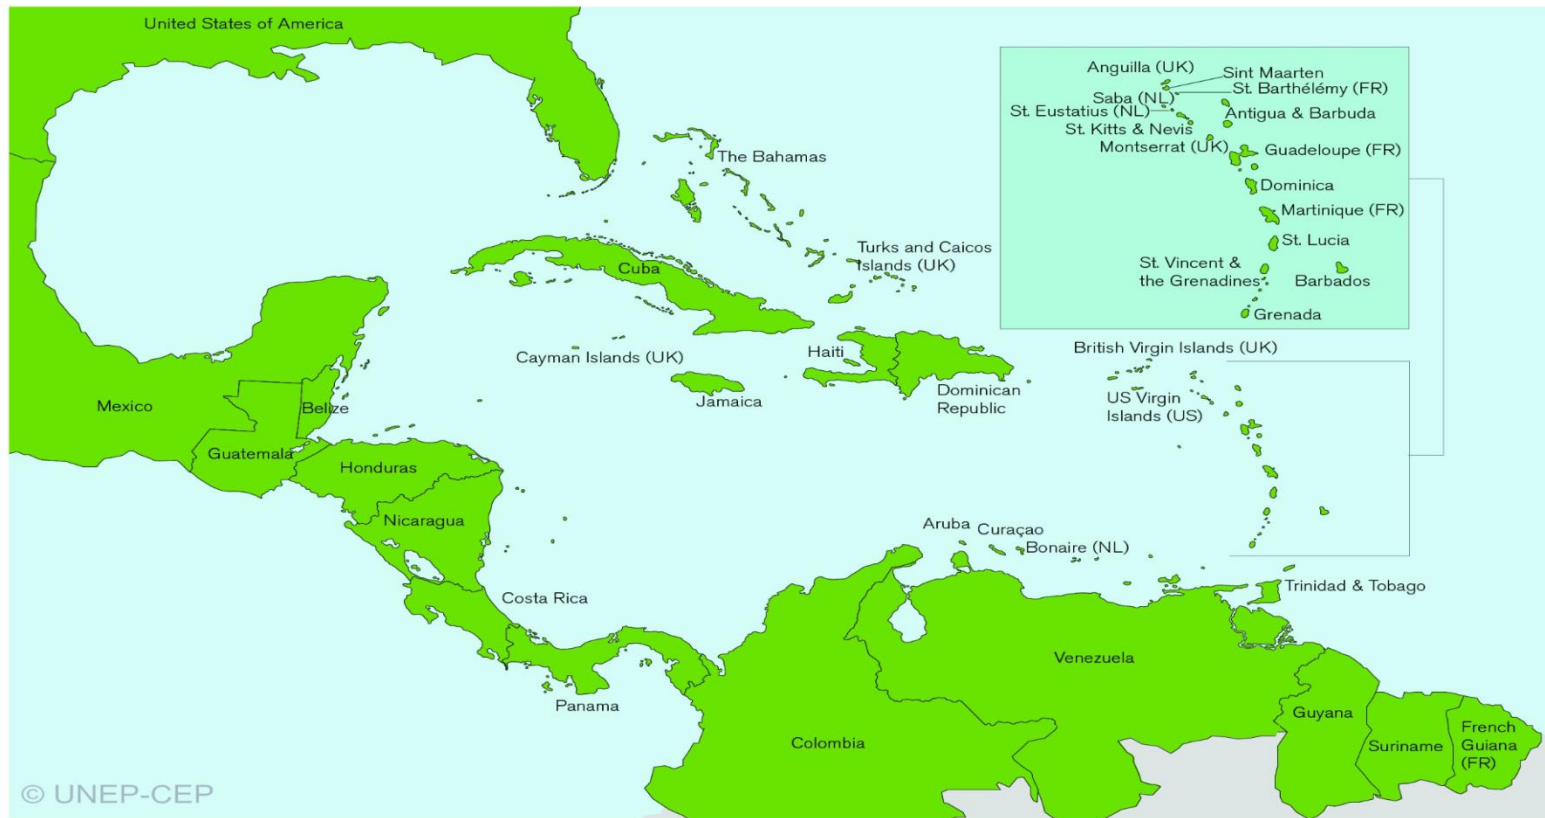 United States of America
Anguilla (UK)
Sint Maarten
St. Barthélémy (FR)
Saba (NL)
St. Eustatius (NL)
Antigua & Barbuda
St. Kitts & Nevis
Montserrat (UK)
Guadeloupe (FR)
The Bahamas
Dominica
Martinique (FR)
St. Lucia
Turks and Caicos
Islands (UK)
St. Vincent &
the Grenadines
Barbados
Cuba
Grenada
Cayman Islands (UK)
Haiti
British Virgin Islands (UK)
Dominican
Republic
Jamaica
US Virgin
Islands (US)
Mexico
Belize
Guatemala
Honduras
Nicaragua
Aruba
Curaçao
Bonaire (NL)
Costa Rica
Trinidad & Tobago
Venezuela
Panama
Colombia
Guyana
Suriname
French
Guiana
(FR)
© UNEP-CEP